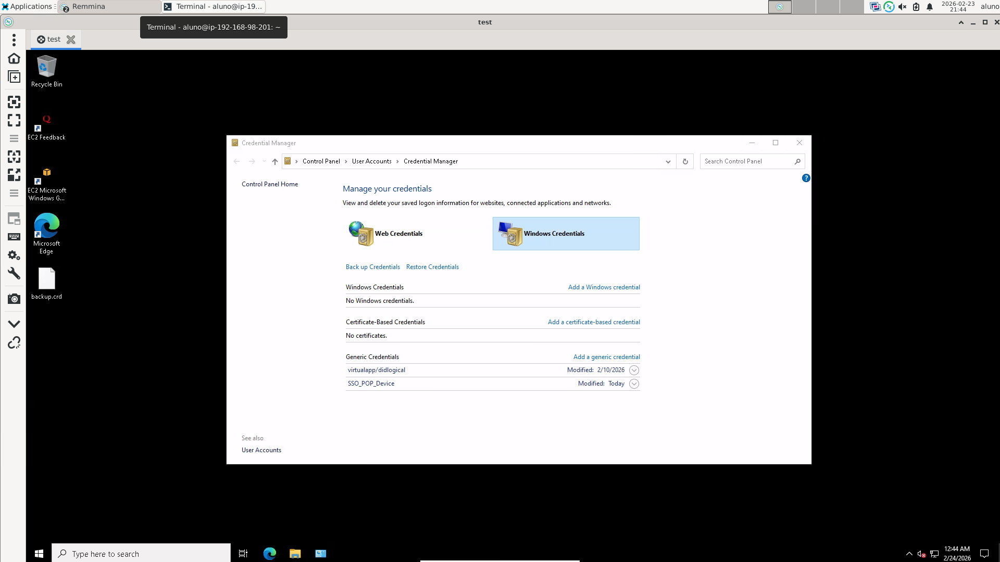 Applications
2
Remmina
Terminal - aluno@ip-19...
2026-02-23
21:44
aluno
test
Terminal - aluno@ip-192-168-98-201: ~
test
Recycle Bin
Q
EC2 Feedback
EC2 Microsoft
Windows G...
Microsoft
Edge
backup.crd
Credential Manager
Control Panel > User Accounts > Credential Manager
Search Control Panel
?
Control Panel Home
Manage your credentials
View and delete your saved logon information for websites, connected applications and networks.
Web Credentials
Windows Credentials
Back up Credentials
Restore Credentials
Windows Credentials
Add a Windows credential
No Windows credentials.
Certificate-Based Credentials
Add a certificate-based credential
No certificates.
Generic Credentials
Add a generic credential
virtualapp/didlogical
Modified: 2/10/2026
SSO_POP_Device
Modified: Today
See also
User Accounts
Type here to search
12:44 AM
2/24/2026